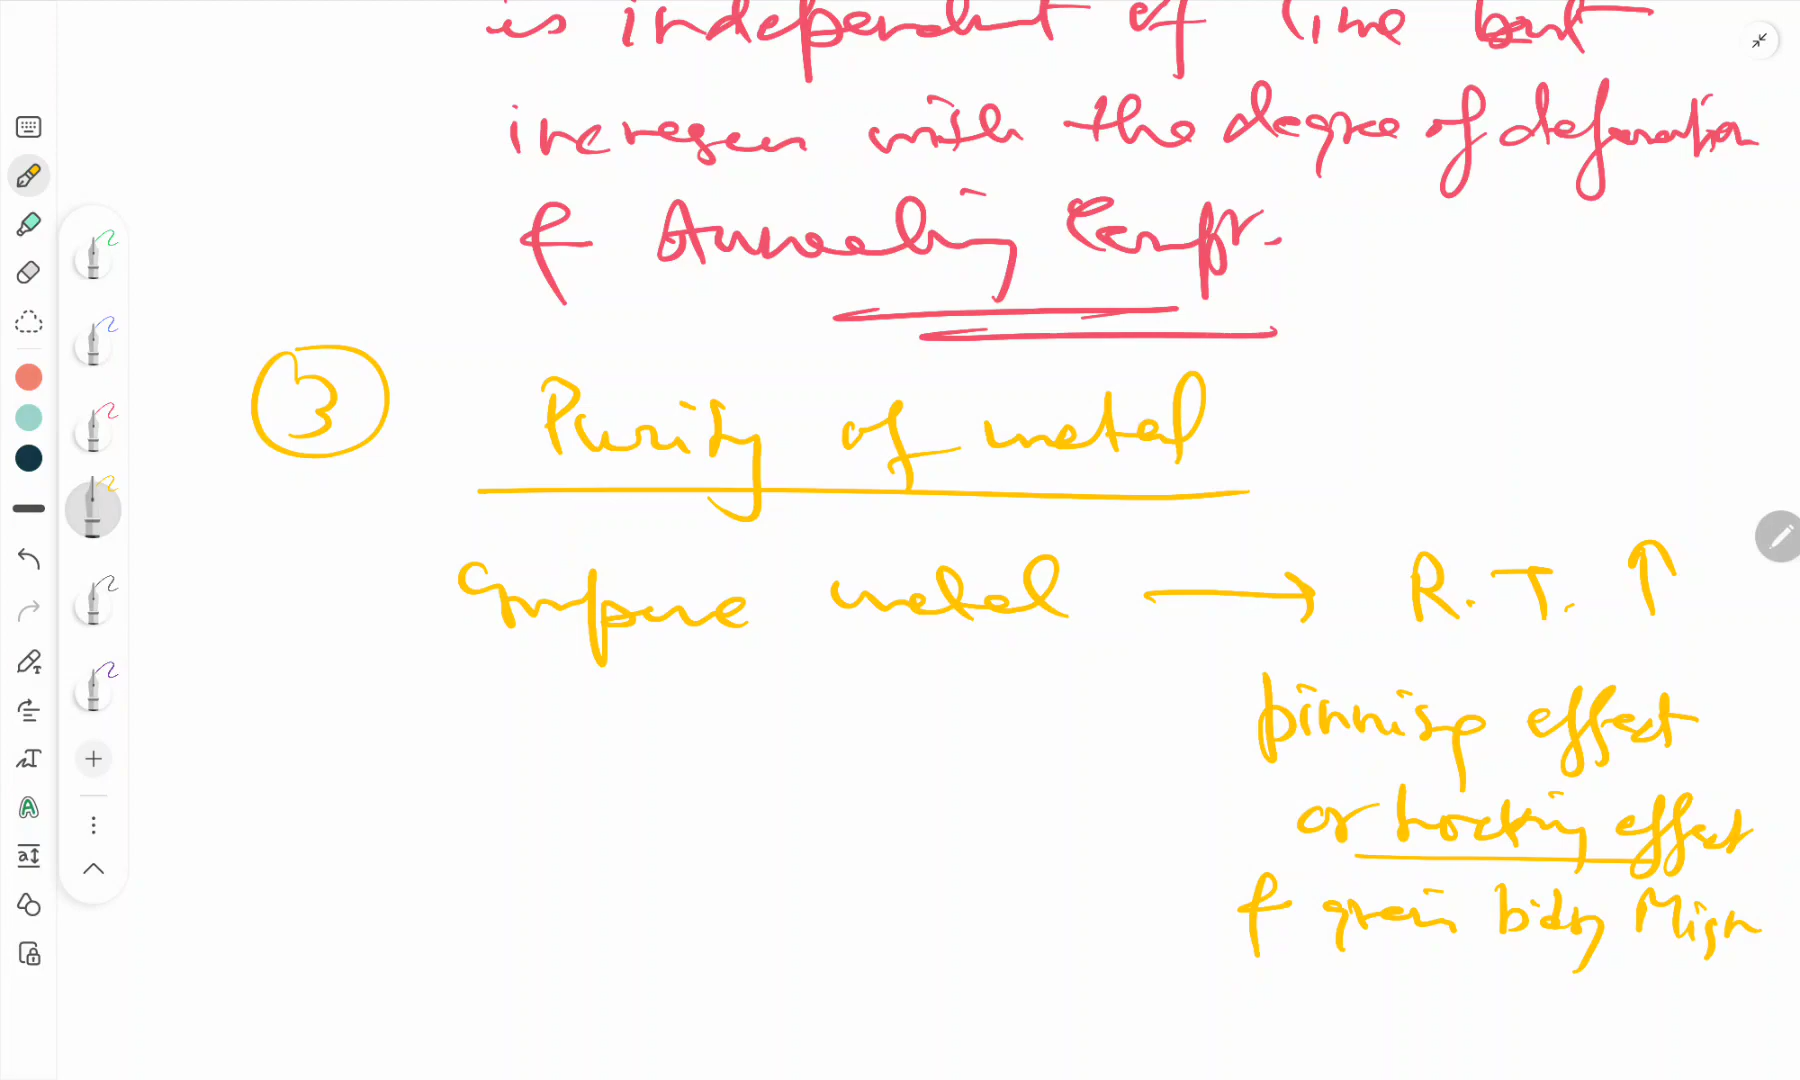 is independent of time but
increases with the degree of deformation
& Annealing temp.
3 Purity of metal
Impure metal → R.T. ↑
pinning effect
or locking effect
& grain bdry Mign